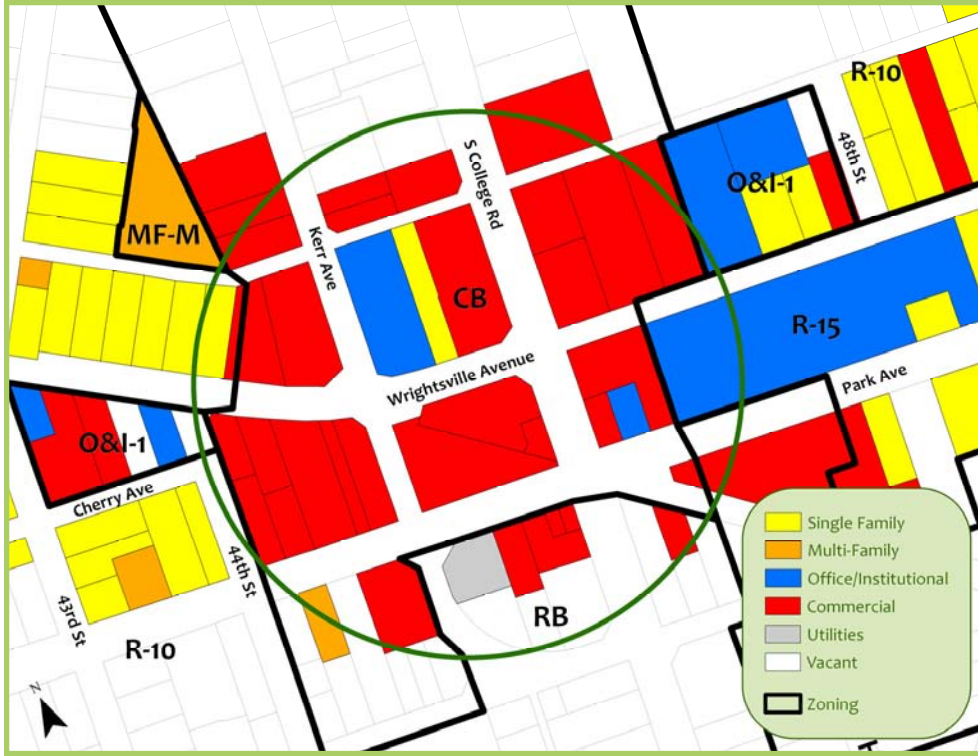 R-10
S College Rd
48th St
O&I-1
MF-M
Kerr Ave
CB
R-15
Wrightsville Avenue
Park Ave
O&I-1
Cherry Ave
44th St
43rd St
RB
R-10
N
Single Family
Multi-Family
Office/Institutional
Commercial
Utilities
Vacant
Zoning